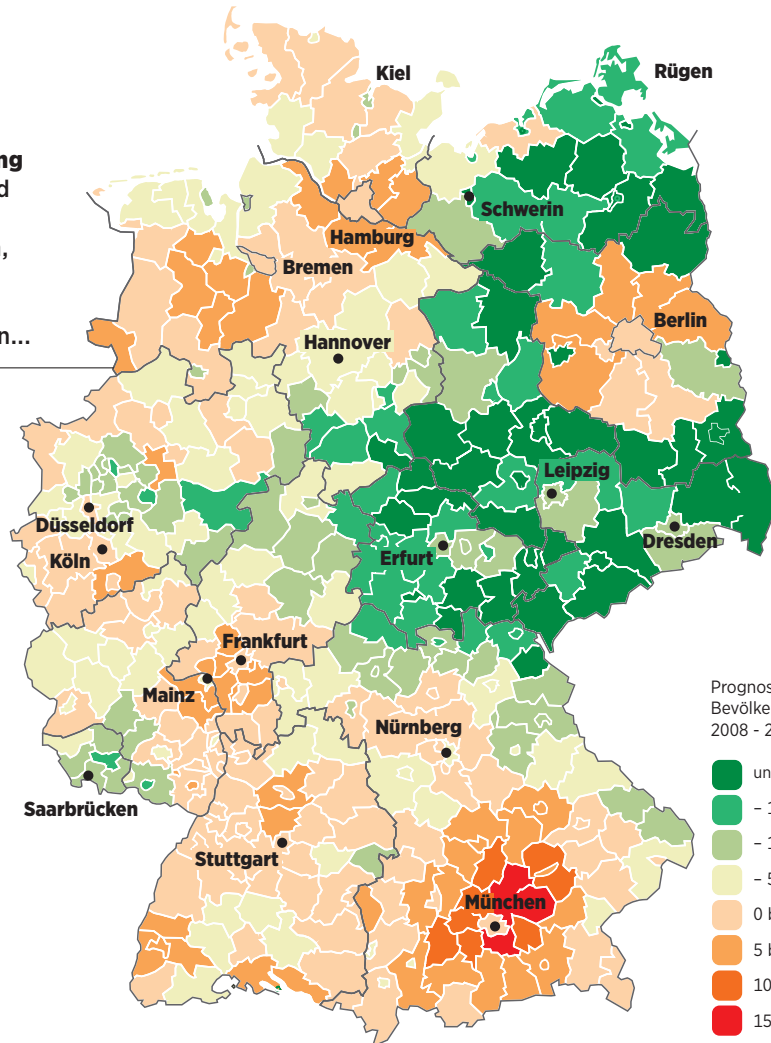 ng
d
,
n...
Kiel
Rügen
Schwerin
Hamburg
Bremen
Berlin
Hannover
Leipzig
Düsseldorf
Dresden
Köln
Erfurt
Frankfurt
Mainz
Nürnberg
Saarbrücken
Stuttgart
München
Prognos
Bevölke
2008 - 2
un
– 1
– 1
– 5
0 b
5 b
10
15